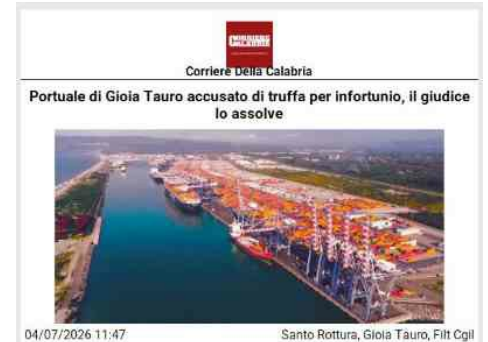 Corriere Della Calabria
Portuale di Gioia Tauro accusato di truffa per infortunio, il giudice
lo assolve
04/07/2026 11:47
Santo Rottura, Gioia Tauro, Filt Cgil